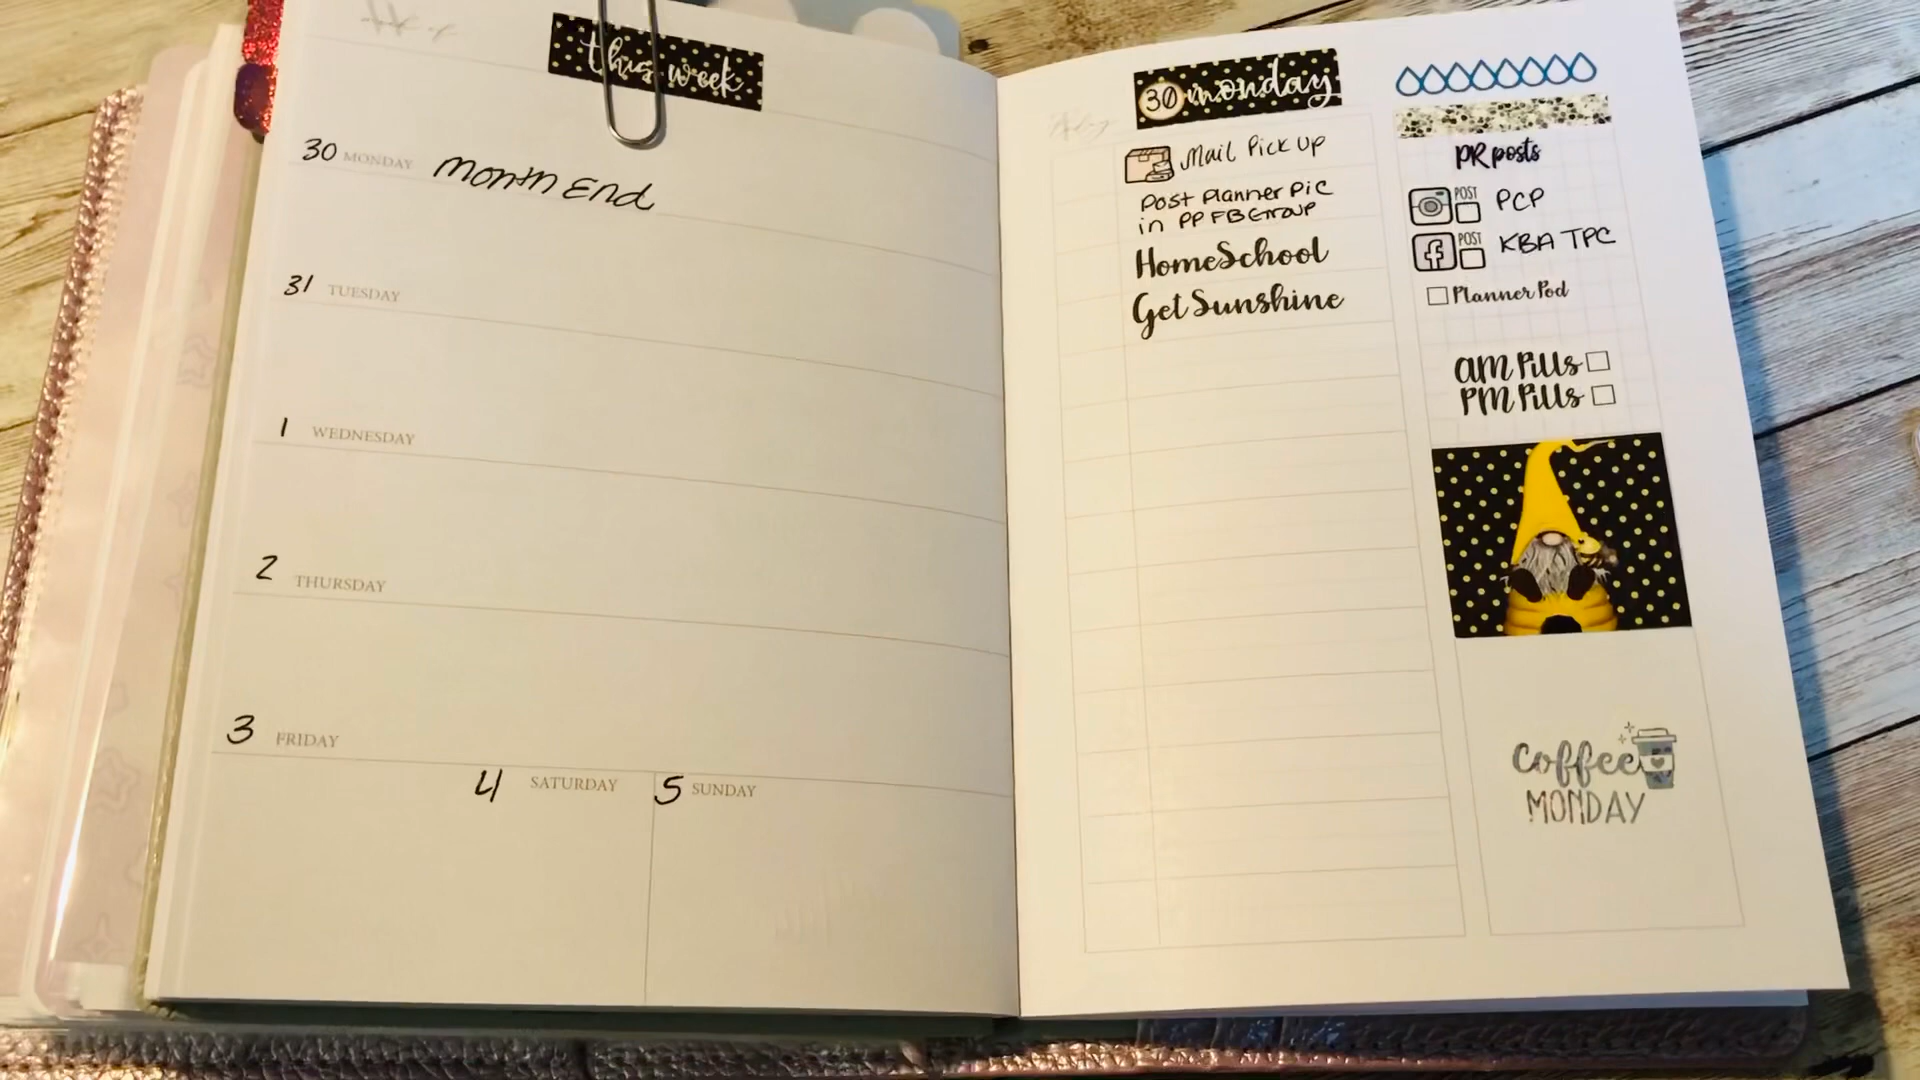 this week
30 MONDAY Month End
31 TUESDAY
1 WEDNESDAY
2 THURSDAY
3 FRIDAY
4 SATURDAY
5 SUNDAY
30 monday
Mail Pick Up
Post Planner Pic
in PP FB Group
HomeSchool
Get Sunshine
PR posts
POST PCP
POST KBA TPC
Planner Pod
AM Pills
PM Pills
coffee
MONDAY